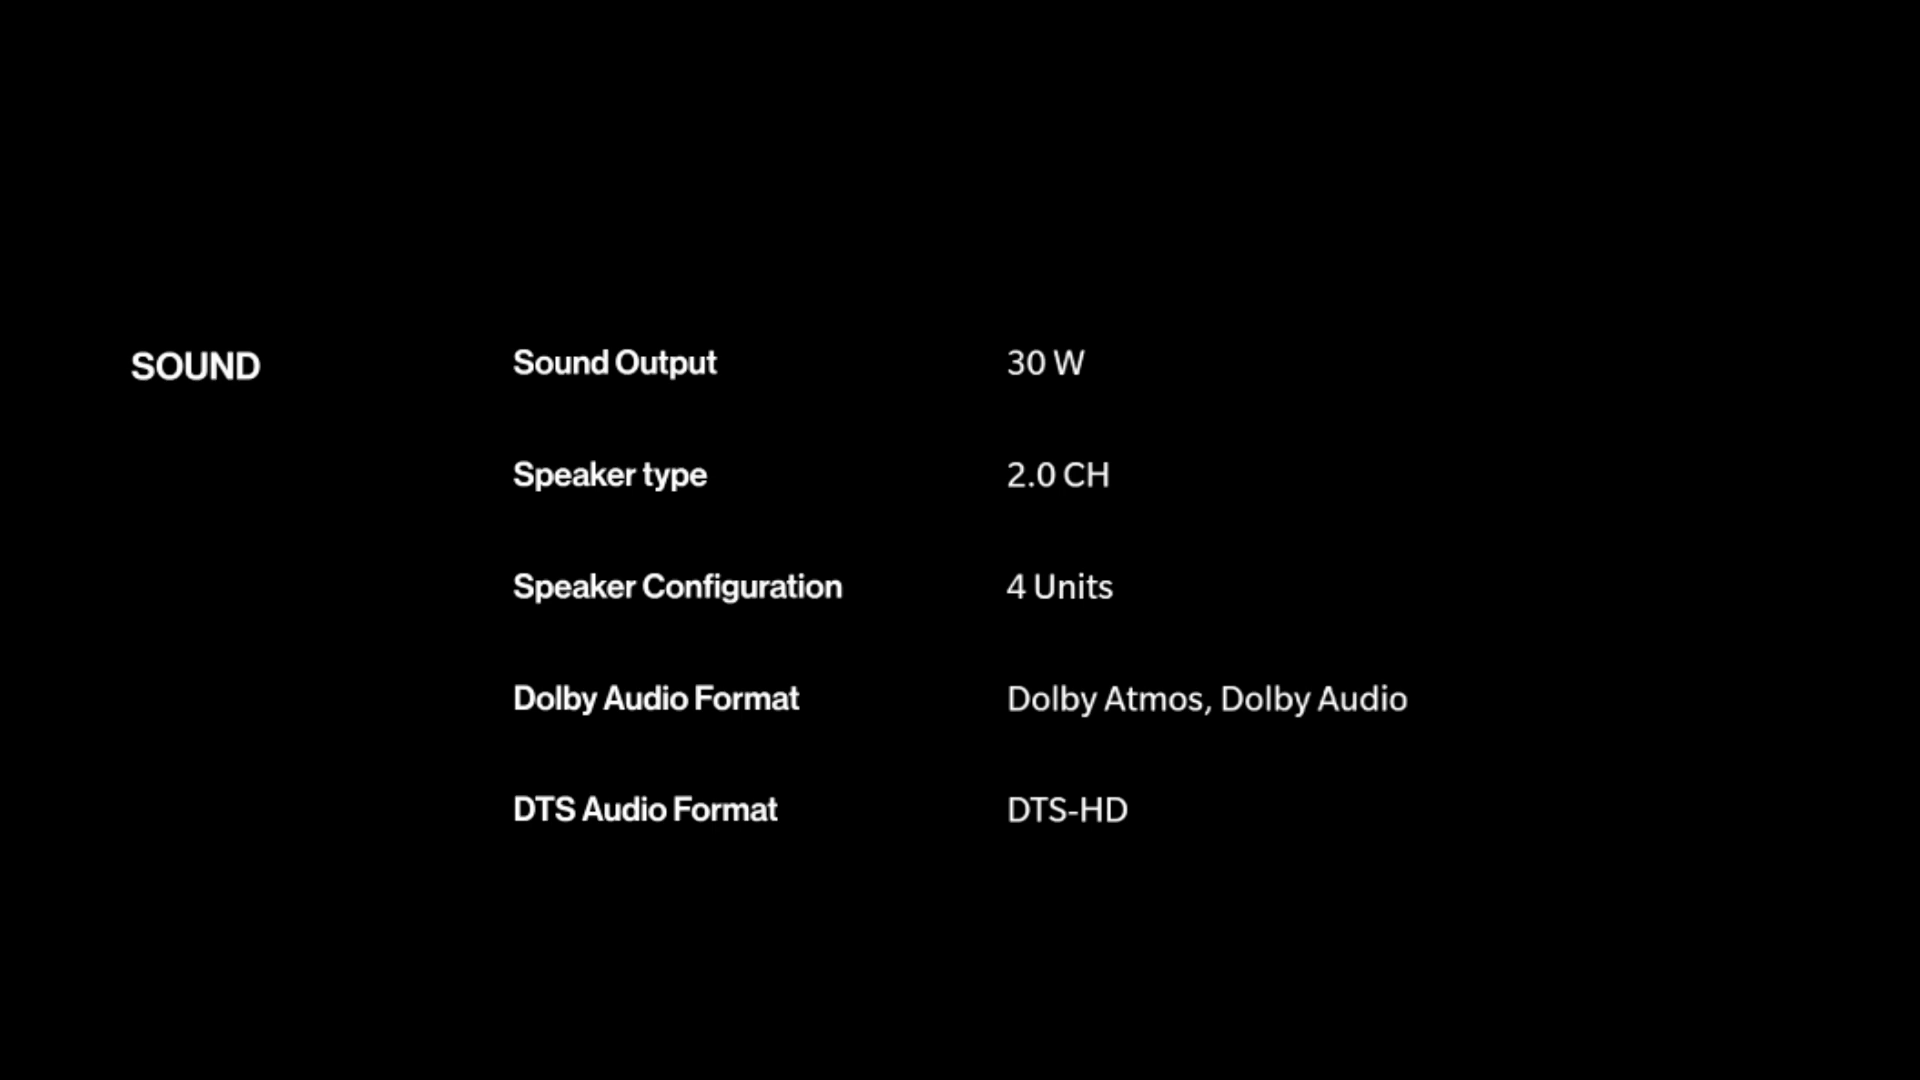 SOUND
Sound Output 30 W
Speaker type 2.0 CH
Speaker Configuration 4 Units
Dolby Audio Format Dolby Atmos, Dolby Audio
DTS Audio Format DTS-HD